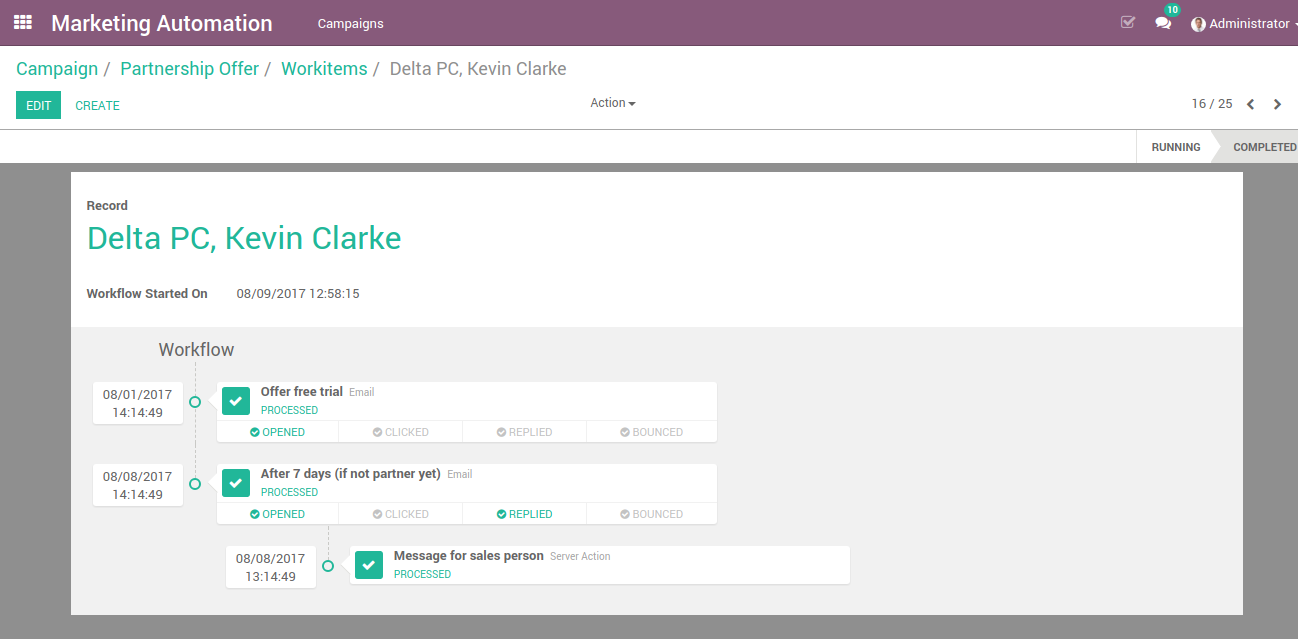 Marketing Automation Campaigns 10 Administrator
Campaign / Partnership Offer / Workitems / Delta PC, Kevin Clarke
EDIT CREATE Action 16 / 25
RUNNING COMPLETED
Record
Delta PC, Kevin Clarke
Workflow Started On 08/09/2017 12:58:15
Workflow
08/01/2017
14:14:49
Offer free trial Email
PROCESSED
OPENED CLICKED REPLIED BOUNCED
08/08/2017
14:14:49
After 7 days (if not partner yet) Email
PROCESSED
OPENED CLICKED REPLIED BOUNCED
08/08/2017
13:14:49
Message for sales person Server Action
PROCESSED